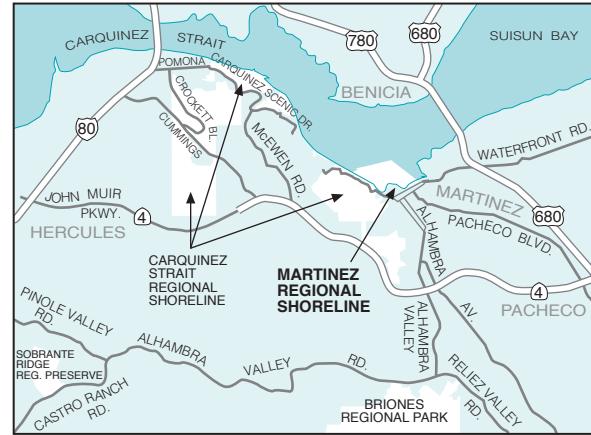 CARQUINEZ STRAIT
780
680
SUISUN BAY
POMONA
CARQUINEZ SCENIC DR.
BENICIA
CROCKETT BL.
80
CUMMINGS
McEWEN RD.
WATERFRONT RD.
JOHN MUIR
PKWY.
4
MARTINEZ
HERCULES
ALHAMBRA AV.
PACHECO BLVD.
680
CARQUINEZ
STRAIT
REGIONAL
SHORELINE
MARTINEZ
REGIONAL
SHORELINE
4
PACHECO
PINOLE VALLEY
RD.
ALHAMBRA VALLEY RD.
ALHAMBRA
VALLEY
SOBRANTE
RIDGE
REG. PRESERVE
RELIEZ VALLEY
RD.
CASTRO RANCH
RD.
BRIONES
REGIONAL PARK